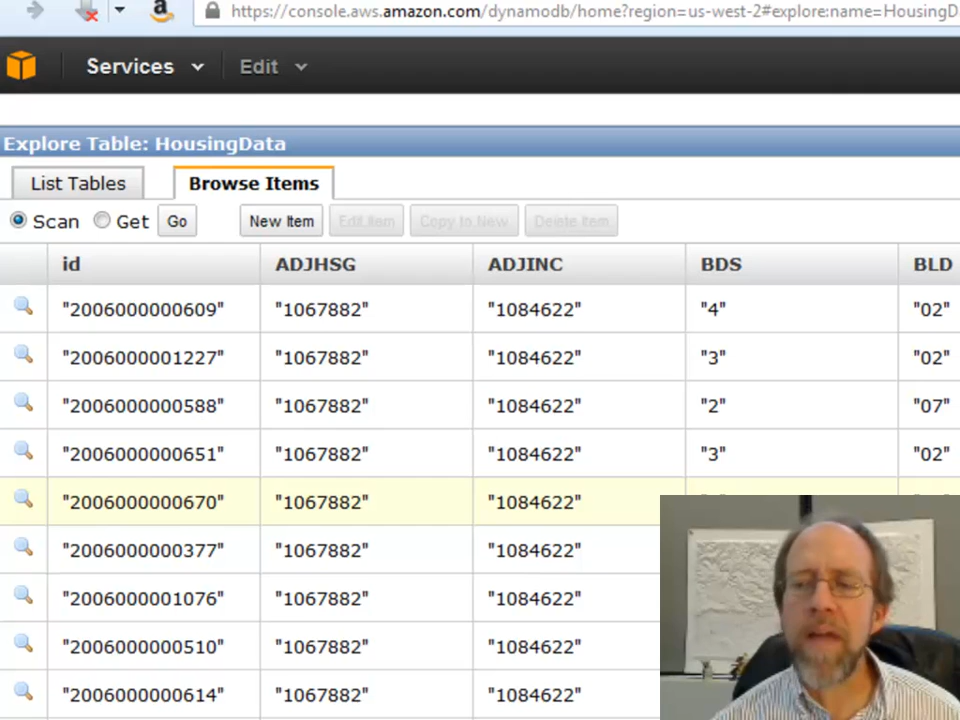 https://console.aws.amazon.com/dynamodb/home?region=us-west-2#explore:name=HousingD
Services Edit
Explore Table: HousingData
List Tables Browse Items
Scan Get Go New Item Edit Item Copy to New Delete Item
id ADJHSG ADJINC BDS BLD
"2006000000609" "1067882" "1084622" "4" "02"
"2006000001227" "1067882" "1084622" "3" "02"
"2006000000588" "1067882" "1084622" "2" "07"
"2006000000651" "1067882" "1084622" "3" "02"
"2006000000670" "1067882" "1084622"
"2006000000377" "1067882" "1084622"
"2006000001076" "1067882" "1084622"
"2006000000510" "1067882" "1084622"
"2006000000614" "1067882" "1084622"